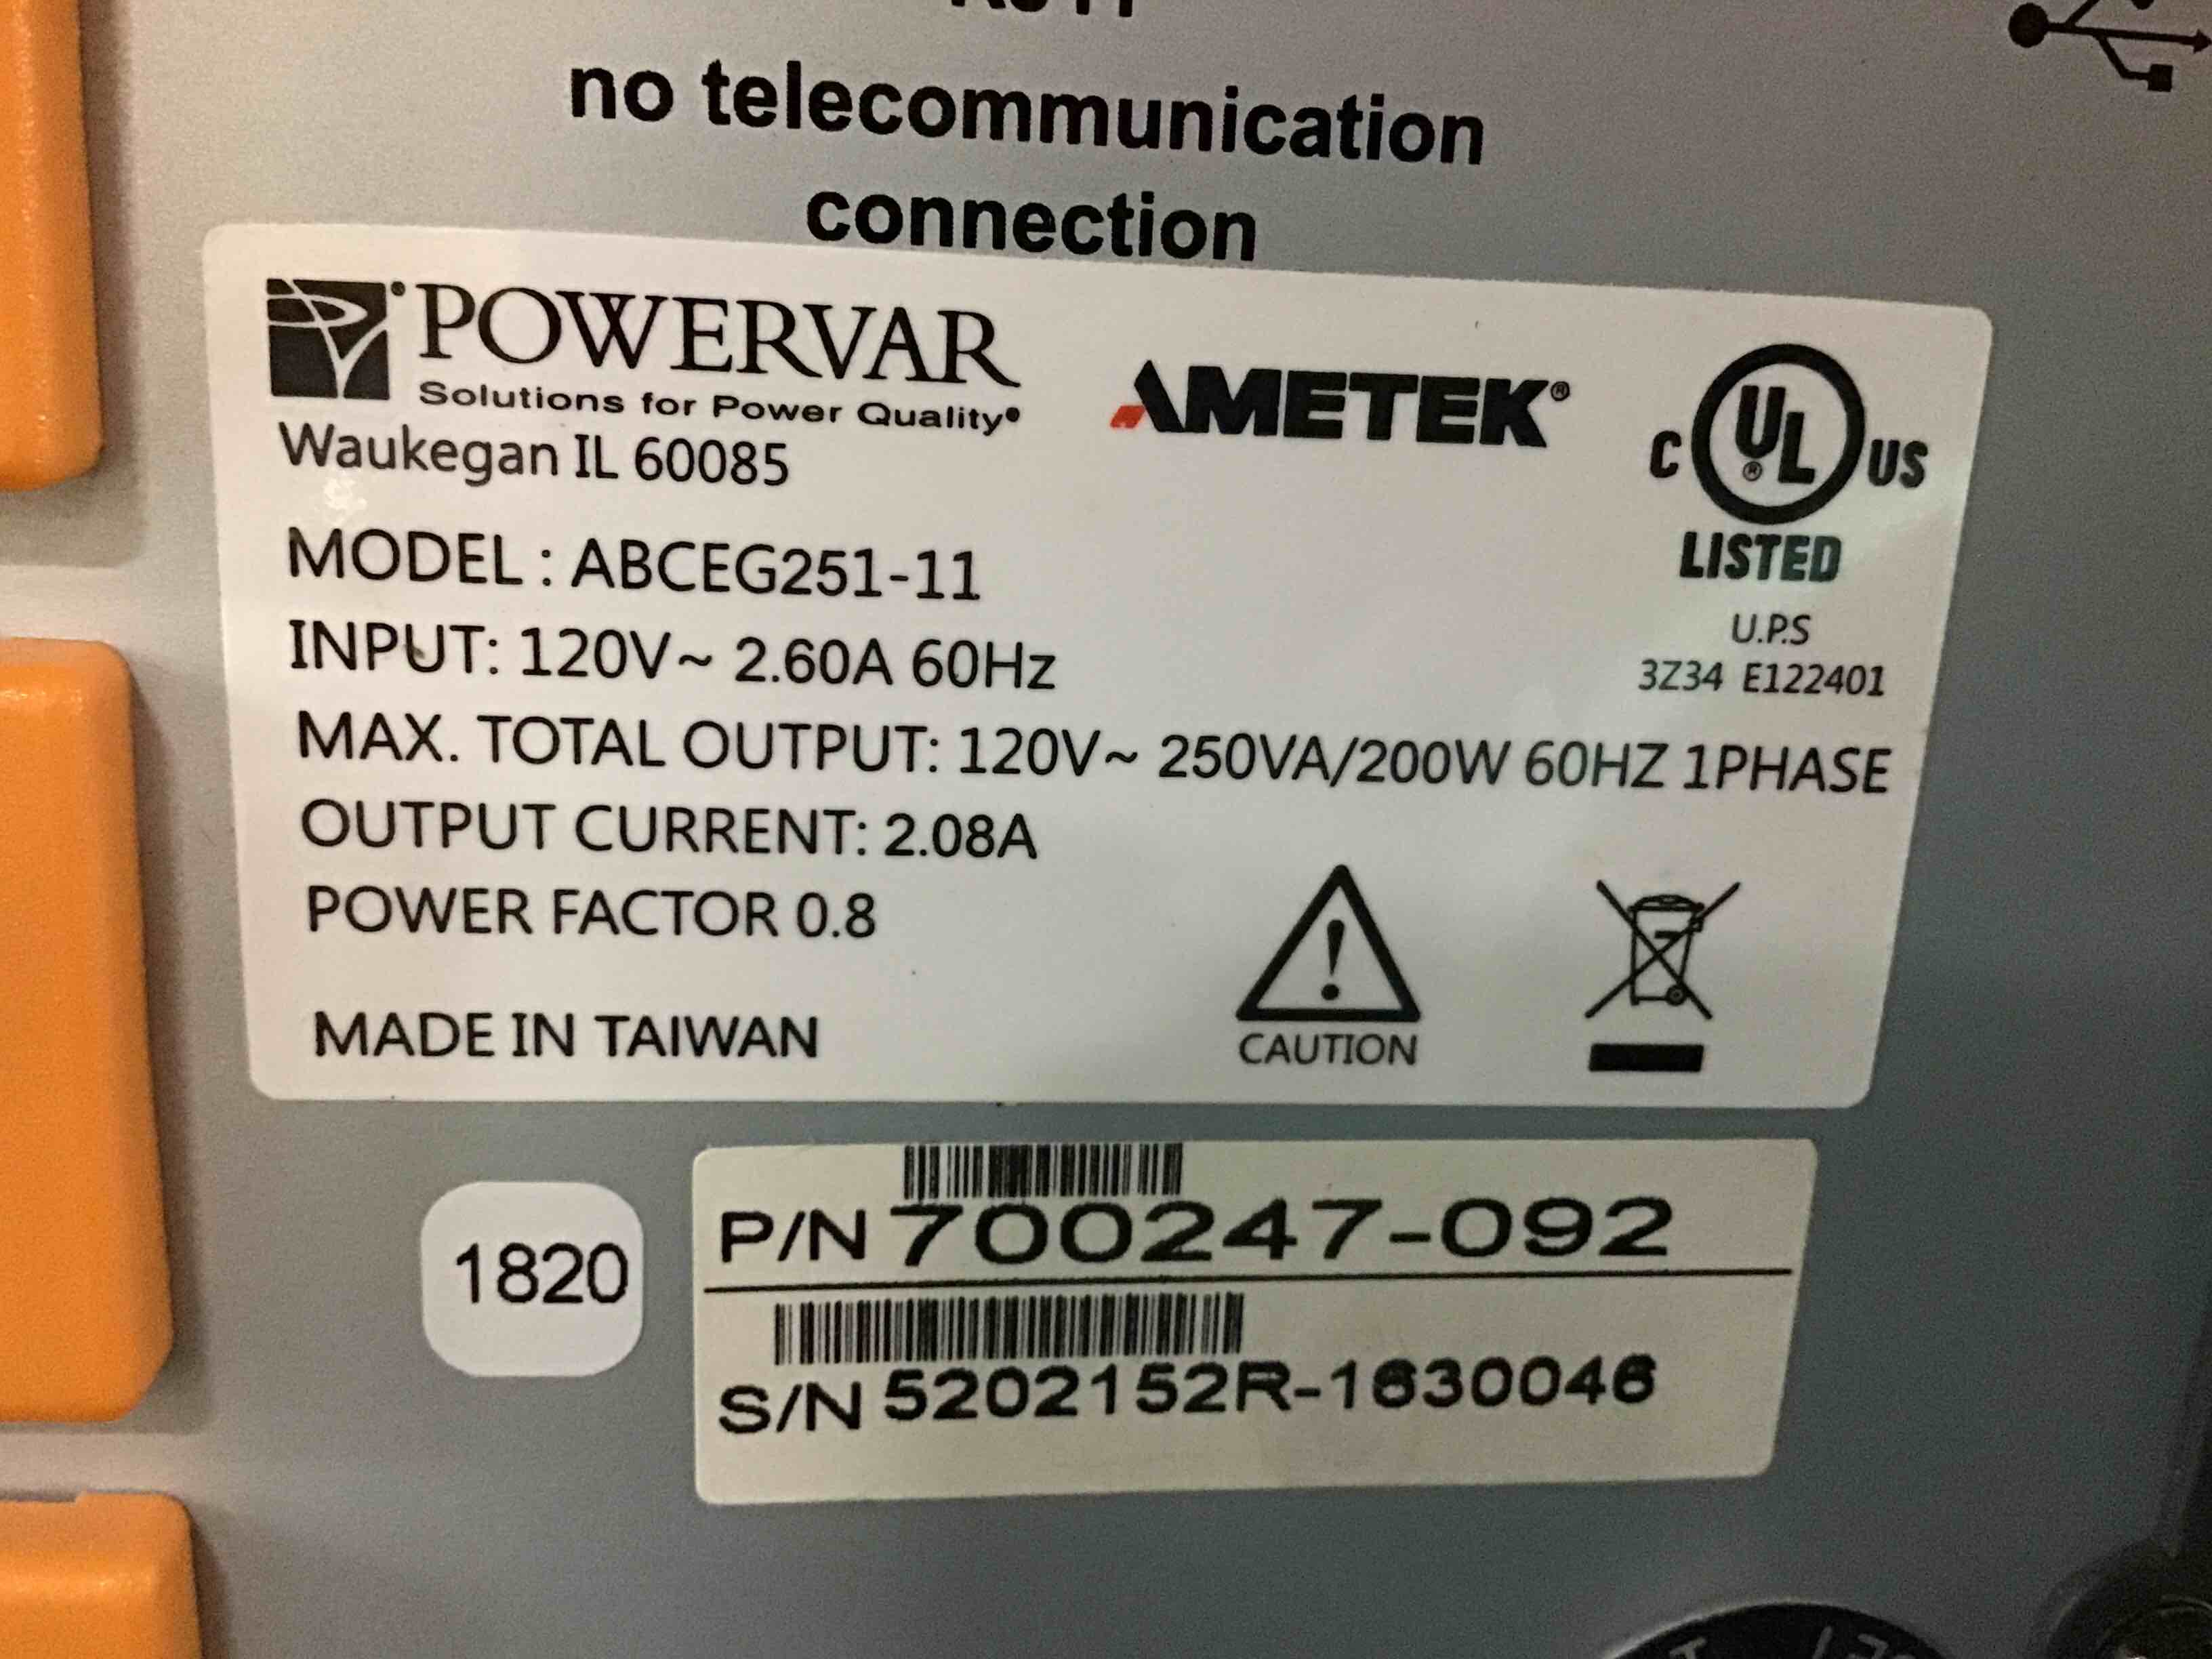 no telecommunication
connection
POWERVAR
Solutions for Power Quality®
Waukegan IL 60085
AMETEK®
C UL® US
LISTED
U.P.S
3Z34 E122401
MODEL : ABCEG251-11
INPUT: 120V~ 2.60A 60Hz
MAX. TOTAL OUTPUT: 120V~ 250VA/200W 60HZ 1PHASE
OUTPUT CURRENT: 2.08A
POWER FACTOR 0.8
MADE IN TAIWAN
CAUTION
1820
P/N 700247-092
S/N 5202152R-1630046